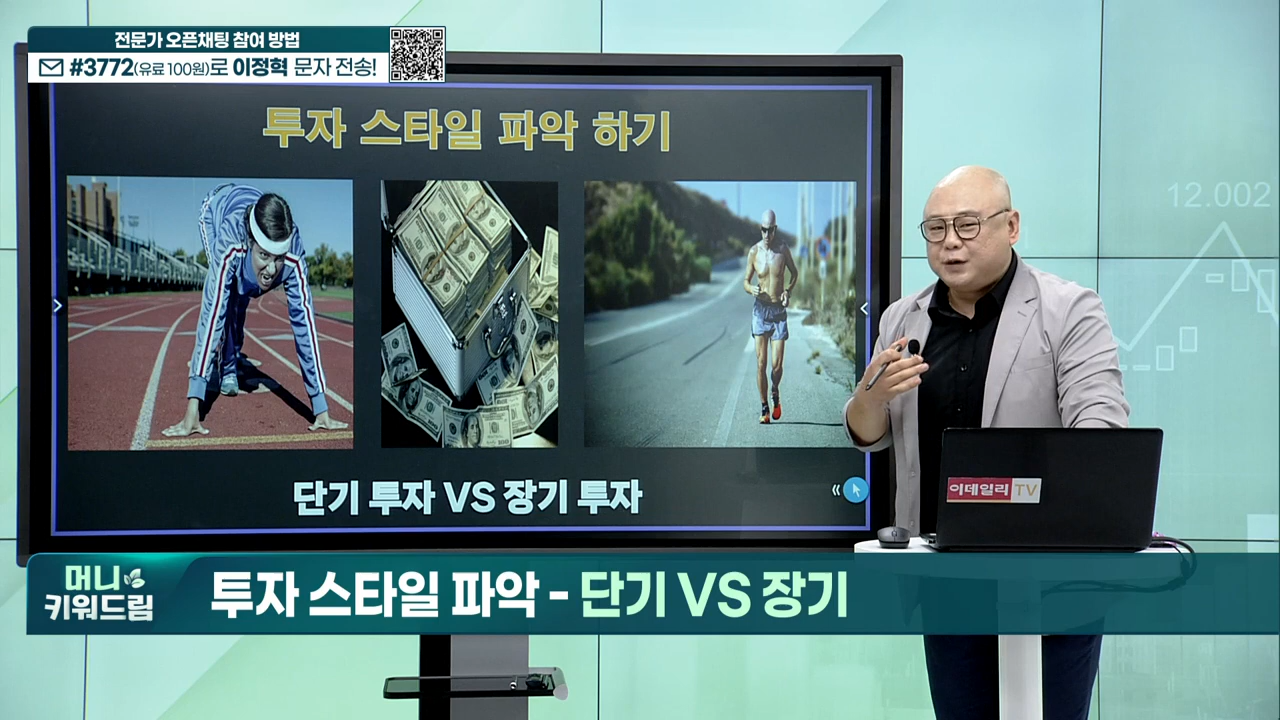 전문가 오픈채팅 참여 방법
#3772(유료 100원)로 이정혁 문자 전송!
투자 스타일 파악 하기
12.002
단기 투자 VS 장기 투자
이데일리 TV
머니
키워드림
투자 스타일 파악 - 단기 VS 장기